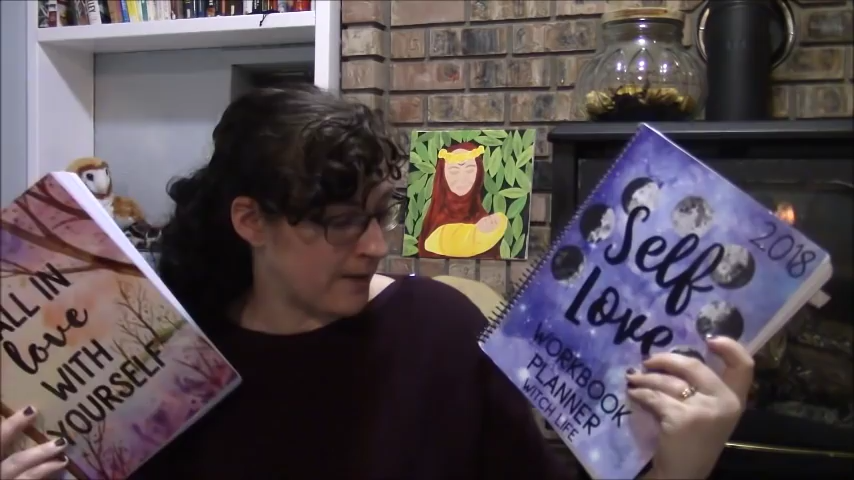 ALL IN
love
WITH
YOURSELF
2018
Self
Love
WORKBOOK
PLANNER
WITCH LIFE